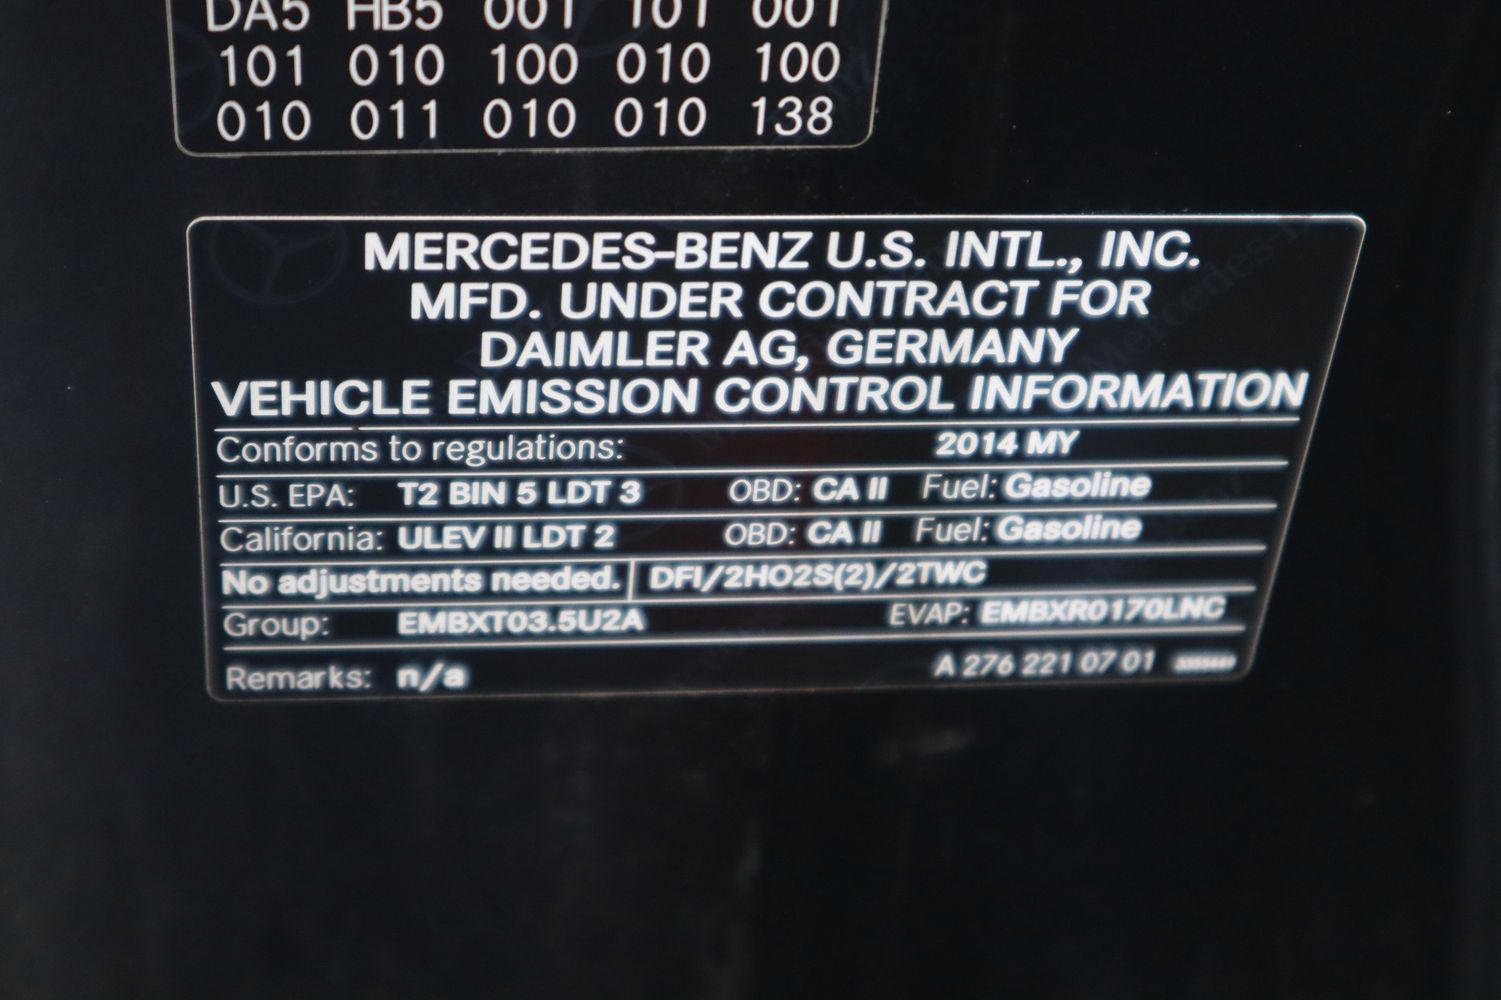 DA5 HB5 001 101 001
101 010 100 010 100
010 011 010 010 138
MERCEDES-BENZ U.S. INTL., INC.
MFD. UNDER CONTRACT FOR
DAIMLER AG, GERMANY
VEHICLE EMISSION CONTROL INFORMATION
Conforms to regulations: 2014 MY
U.S. EPA: T2 BIN 5 LDT 3 OBD: CA II Fuel: Gasoline
California: ULEV II LDT 2 OBD: CA II Fuel: Gasoline
No adjustments needed. DFI/2HO2S(2)/2TWC
Group: EMBXT03.5U2A EVAP: EMBXR0170LNC
Remarks: n/a A 276 221 07 01